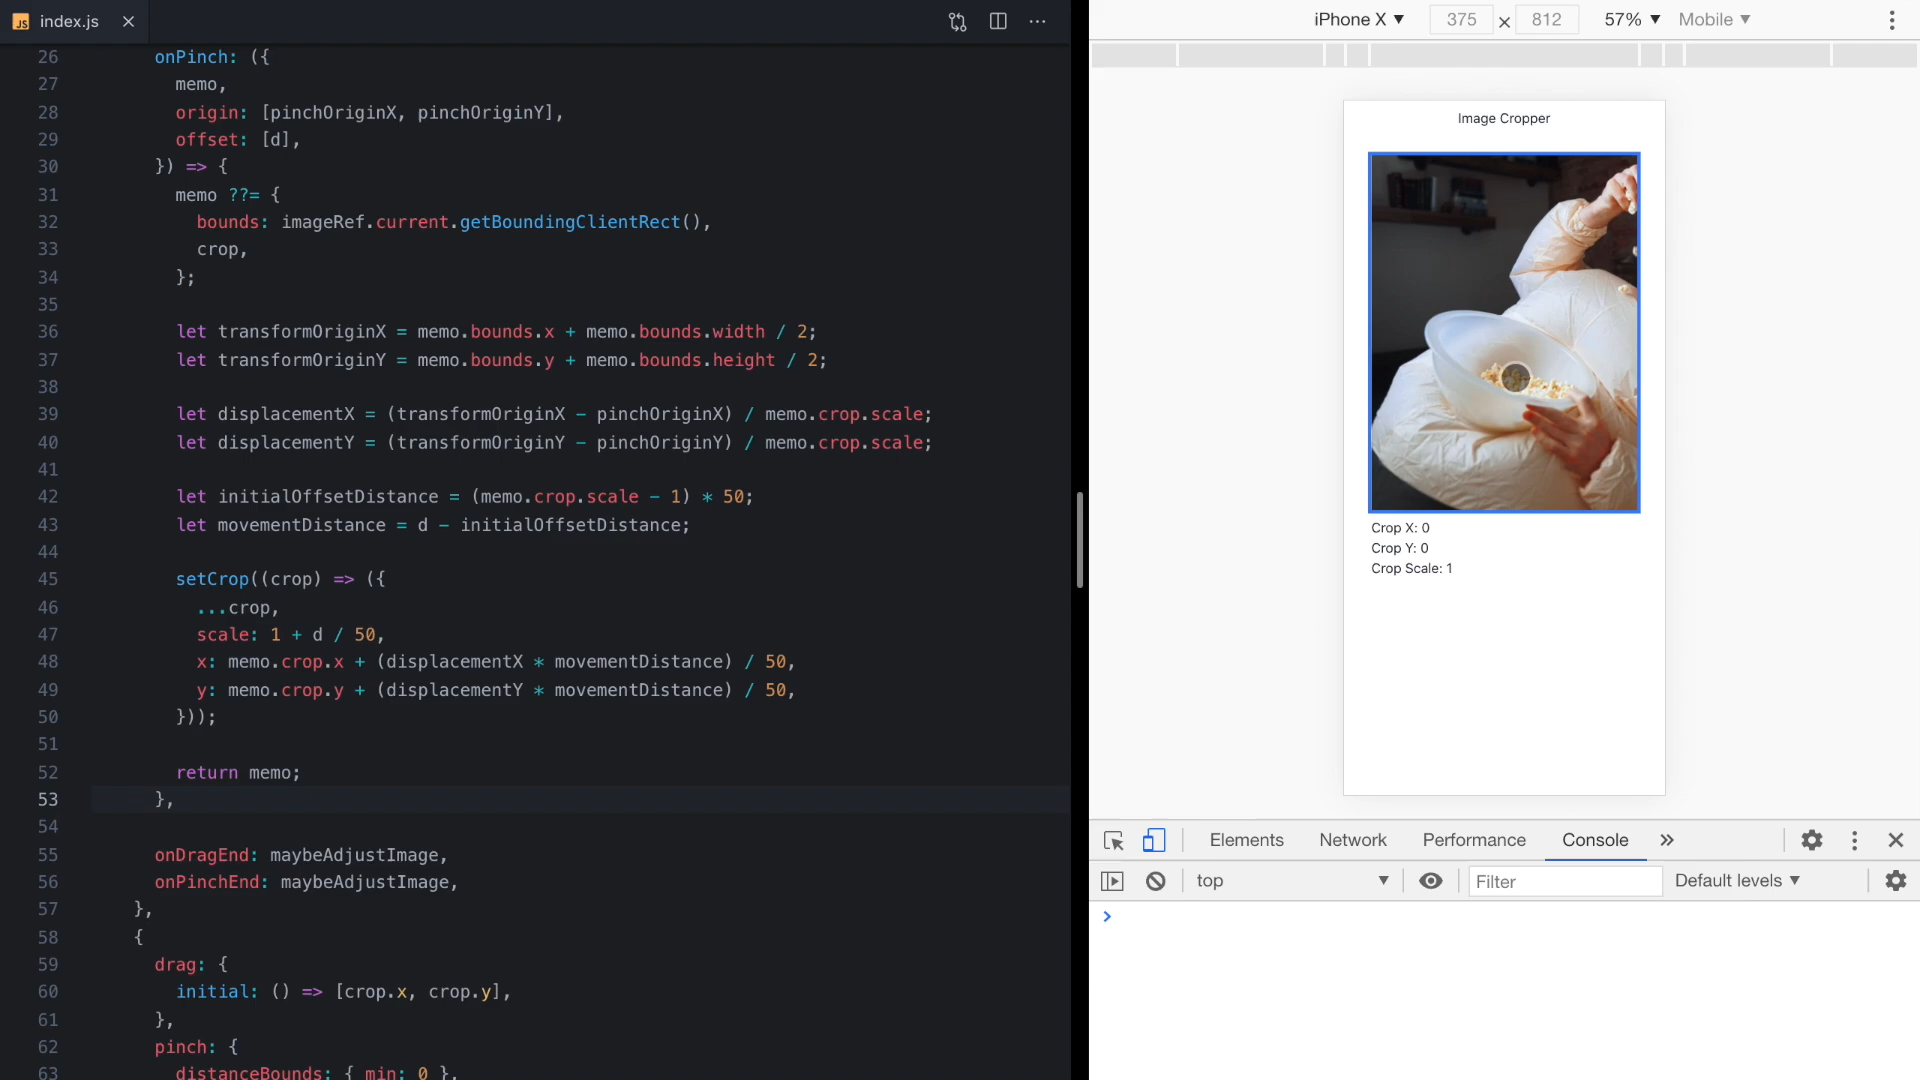 JS index.js
26 onPinch: ({
27 memo,
28 origin: [pinchOriginX, pinchOriginY],
29 offset: [d],
30 }) => {
31 memo ??= {
32 bounds: imageRef.current.getBoundingClientRect(),
33 crop,
34 };
35
36 let transformOriginX = memo.bounds.x + memo.bounds.width / 2;
37 let transformOriginY = memo.bounds.y + memo.bounds.height / 2;
38
39 let displacementX = (transformOriginX - pinchOriginX) / memo.crop.scale;
40 let displacementY = (transformOriginY - pinchOriginY) / memo.crop.scale;
41
42 let initialOffsetDistance = (memo.crop.scale - 1) * 50;
43 let movementDistance = d - initialOffsetDistance;
44
45 setCrop((crop) => ({
46 ...crop,
47 scale: 1 + d / 50,
48 x: memo.crop.x + (displacementX * movementDistance) / 50,
49 y: memo.crop.y + (displacementY * movementDistance) / 50,
50 }));
51
52 return memo;
53 },
54
55 onDragEnd: maybeAdjustImage,
56 onPinchEnd: maybeAdjustImage,
57 },
58 {
59 drag: {
60 initial: () => [crop.x, crop.y],
61 },
62 pinch: {
63 distanceBounds: { min: 0 },
iPhone X ▼ 375 × 812 57% ▼ Mobile ▼
Image Cropper
Crop X: 0
Crop Y: 0
Crop Scale: 1
Elements Network Performance Console »
top ▼ Filter Default levels ▼
>